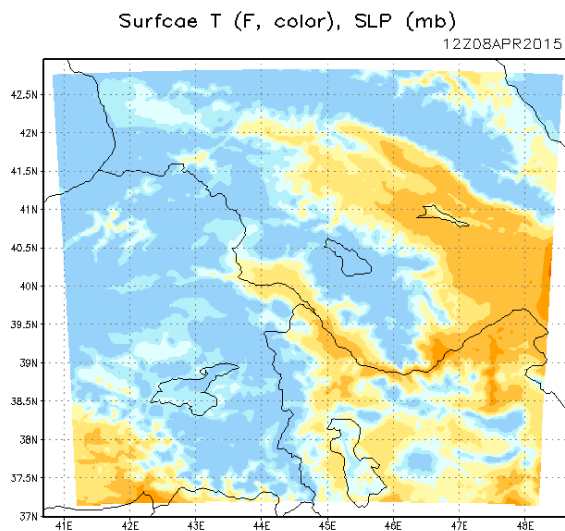 Surfcae T (F, color), SLP (mb)
12Z08APR2015
42.5N
42N
41.5N
41N
40.5N
40N
39.5N
39N
38.5N
38N
37.5N
37N
41E 42E 43E 44E 45E 46E 47E 48E